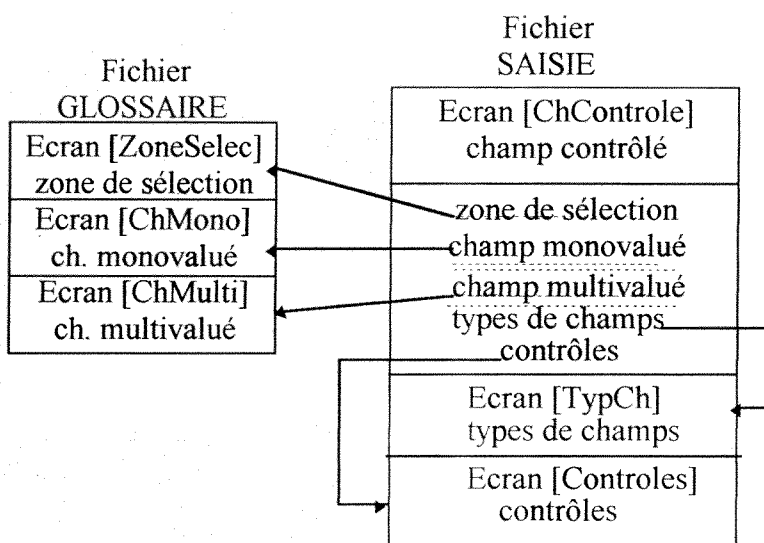 Fichier
GLOSSAIRE
Ecran [ZoneSelec]
zone de sélection
Ecran [ChMono]
ch. monovalué
Ecran [ChMulti]
ch. multivalué
Fichier
SAISIE
Ecran [ChControle]
champ contrôlé
zone de sélection
champ monovalué
champ multivalué
types de champs
contrôles
Ecran [TypCh]
types de champs
Ecran [Controles]
contrôles